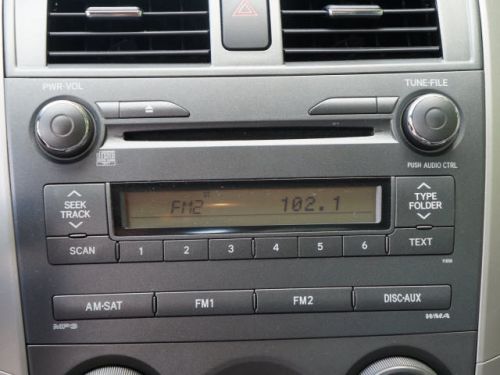 PWR·VOL
TUNE·FILE
PUSH AUDIO CTRL
SEEK
TRACK
FM2 102.1
TYPE
FOLDER
SCAN 1 2 3 4 5 6 TEXT
AM·SAT FM1 FM2 DISC·AUX
MP3 WMA